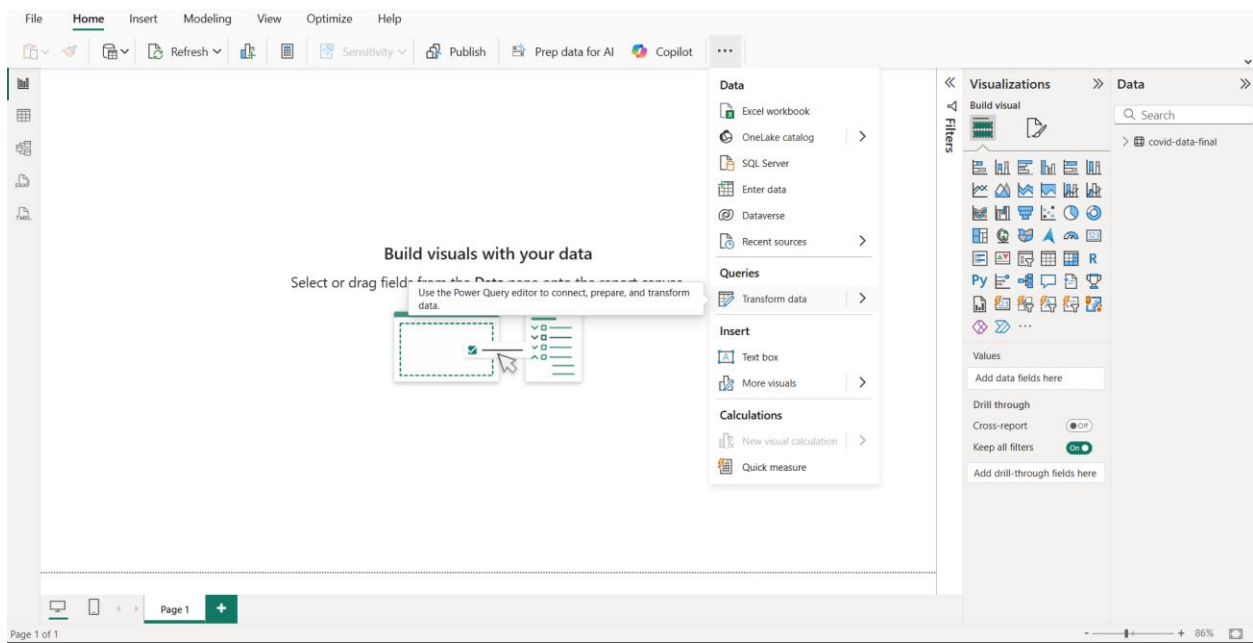 File Home Insert Modeling View Optimize Help
Refresh Sensitivity Publish Prep data for AI Copilot ...
Data
Excel workbook
OneLake catalog
SQL Server
Enter data
Dataverse
Recent sources
Queries
Transform data
Insert
Text box
More visuals
Calculations
New visual calculation
Quick measure
Build visuals with your data
Select or drag fields from the Data pane onto the report canvas.
Use the Power Query editor to connect, prepare, and transform
data.
Filters
Visualizations
Build visual
123
R
Py
...
Values
Add data fields here
Drill through
Cross-report Off
Keep all filters On
Add drill-through fields here
Data
Search
covid-data-final
Page 1 +
Page 1 of 1
- + 86%